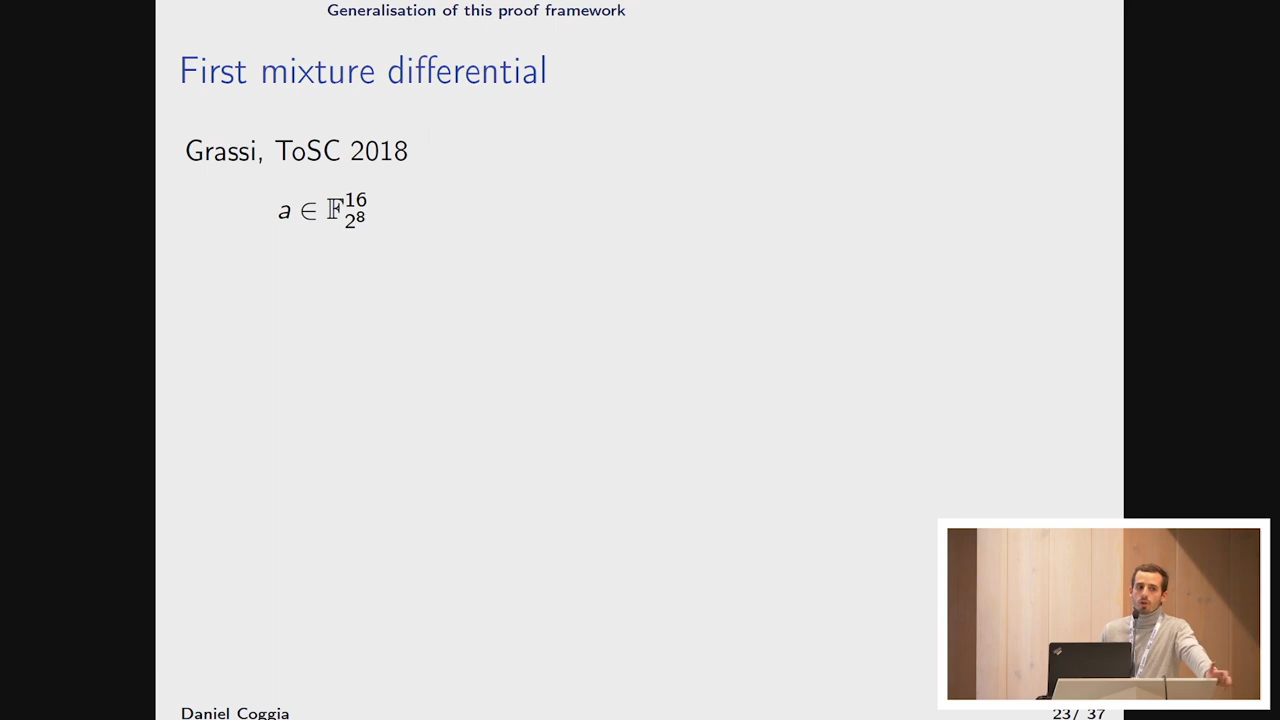 Generalisation of this proof framework
First mixture differential
Grassi, ToSC 2018
a ∈ 𝔽_{2^8}^{16}
Daniel Coggia
23/ 37